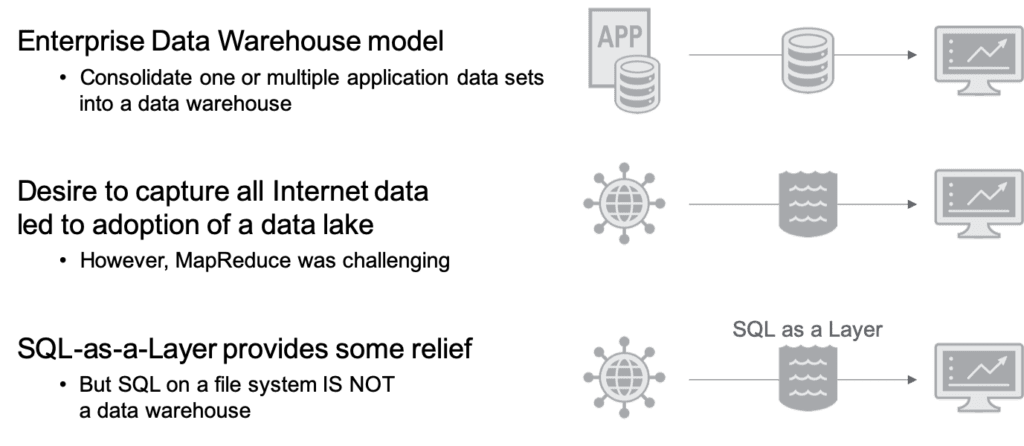 Enterprise Data Warehouse model
• Consolidate one or multiple application data sets
into a data warehouse
APP
Desire to capture all Internet data
led to adoption of a data lake
• However, MapReduce was challenging
SQL-as-a-Layer provides some relief
• But SQL on a file system IS NOT
a data warehouse
SQL as a Layer